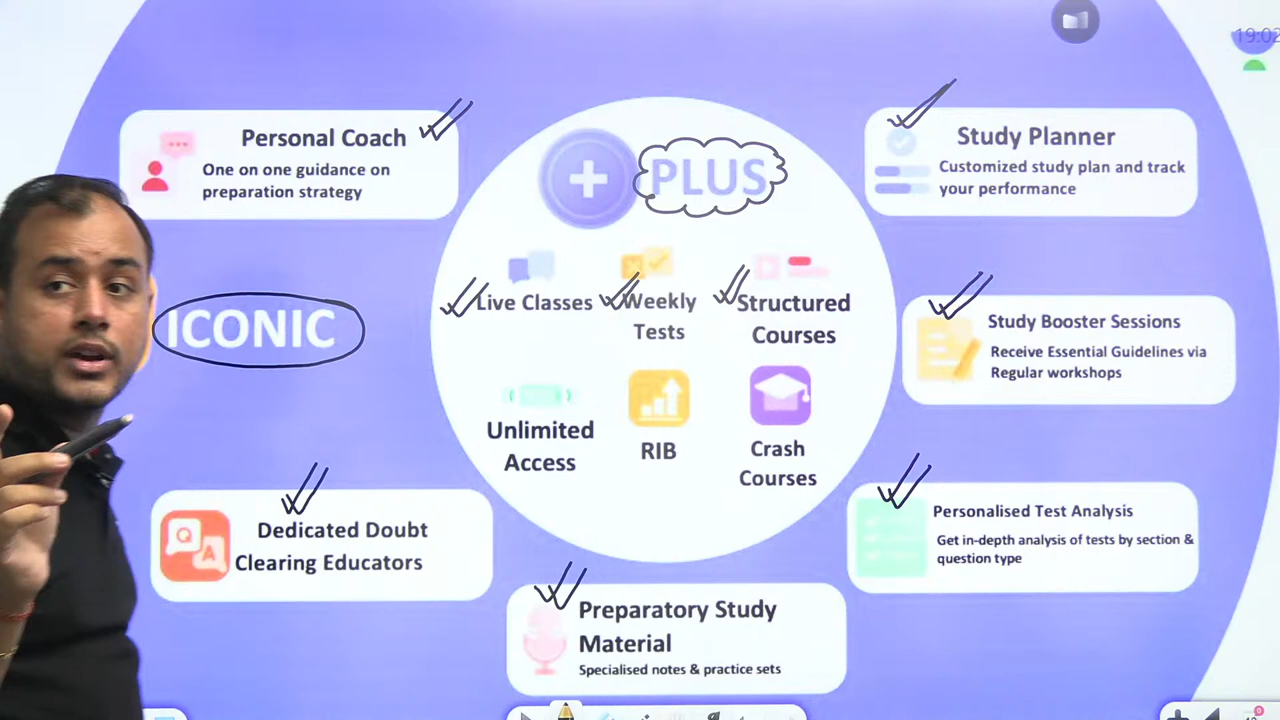 19:02
Personal Coach
One on one guidance on
preparation strategy
PLUS
Study Planner
Customized study plan and track
your performance
ICONIC
Live Classes
Weekly
Tests
Structured
Courses
Study Booster Sessions
Receive Essential Guidelines via
Regular workshops
Unlimited
Access
RIB
Crash
Courses
Dedicated Doubt
Clearing Educators
Q
A
Personalised Test Analysis
Get in-depth analysis of tests by section &
question type
Preparatory Study
Material
Specialised notes & practice sets